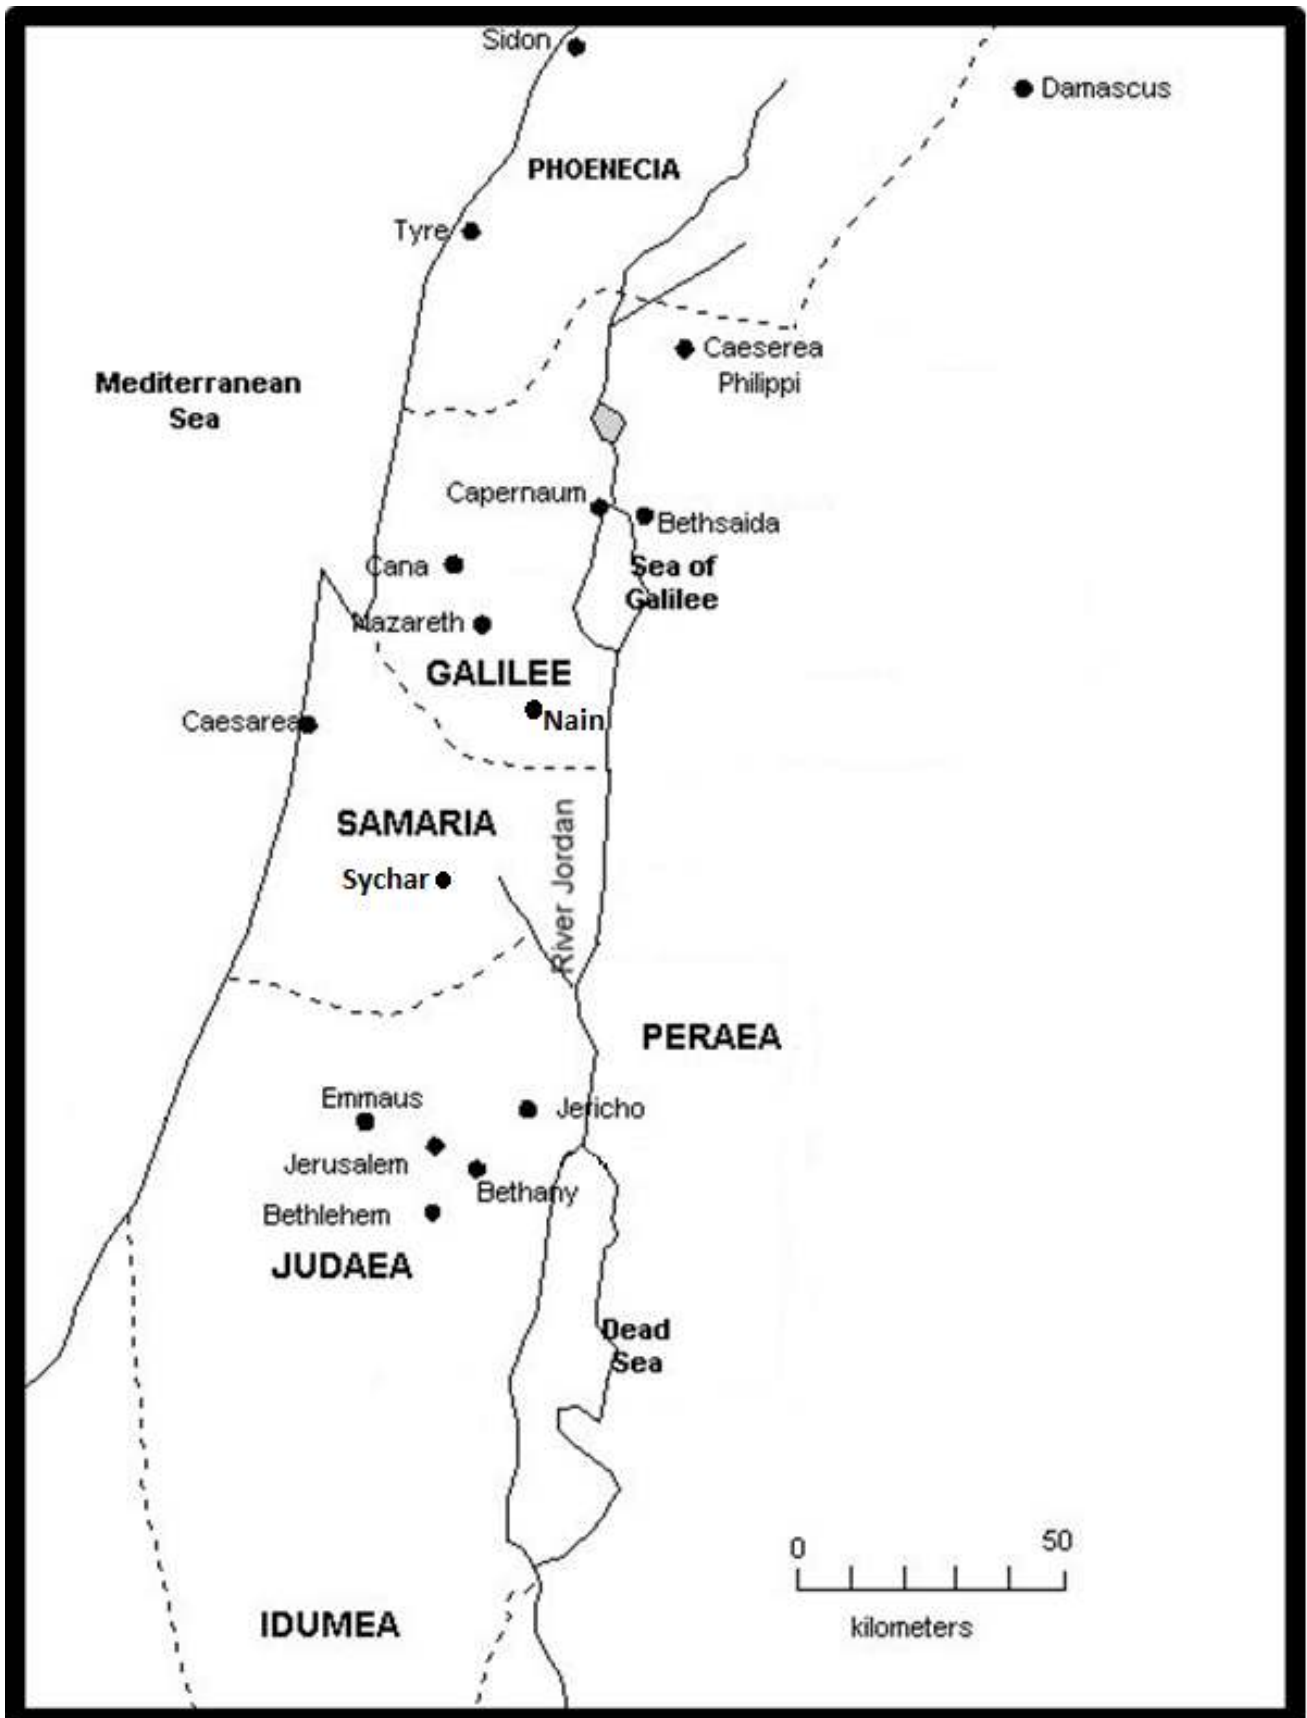 Sidon
Damascus
PHOENECIA
Tyre
Caeserea
Philippi
Mediterranean
Sea
Capernaum
Bethsaida
Cana
Sea of
Galilee
Nazareth
GALILEE
Nain
Caesarea
SAMARIA
River Jordan
Sychar
PERAEA
Emmaus
Jericho
Jerusalem
Bethany
Bethlehem
JUDAEA
Dead
Sea
0 50
kilometers
IDUMEA